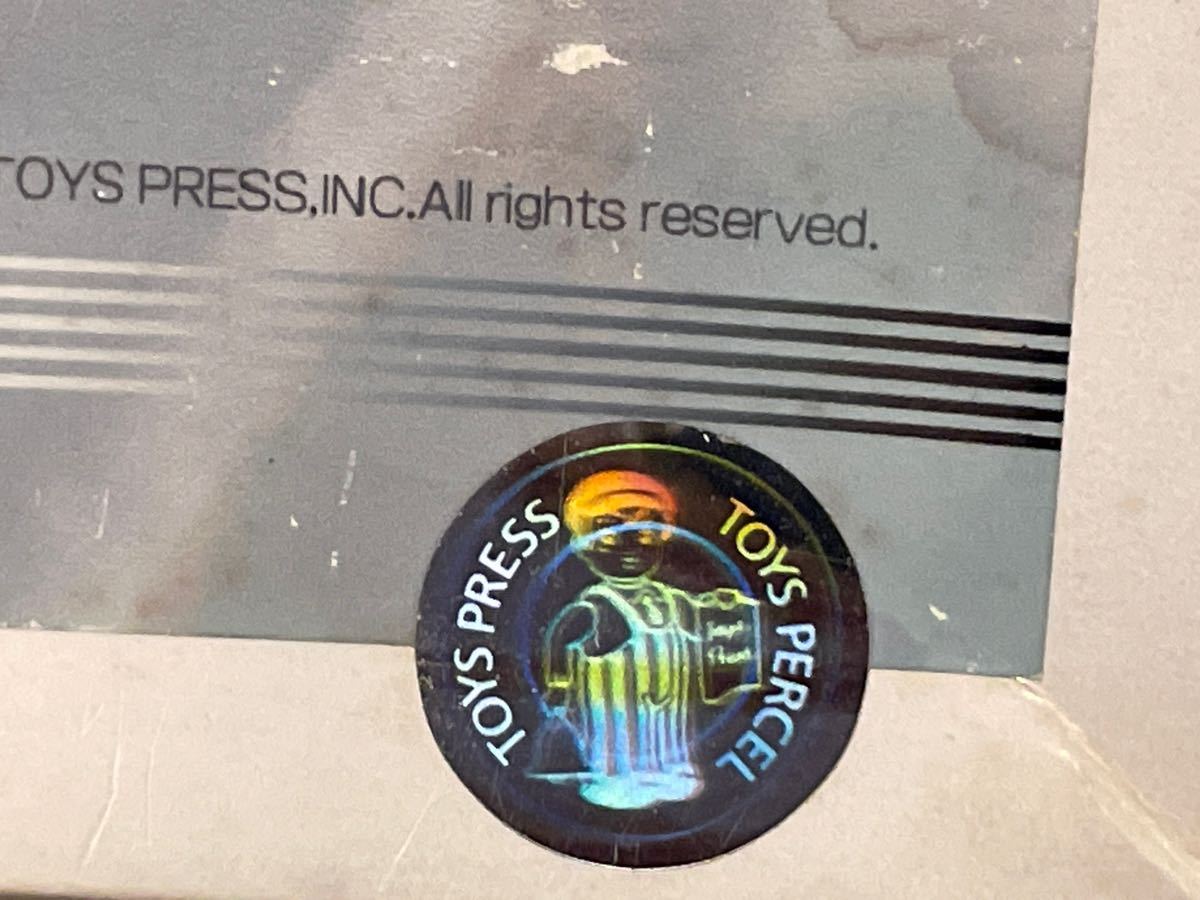 TOYS PRESS,INC.All rights reserved.
TOYS PRESS
TOYS PERCEL